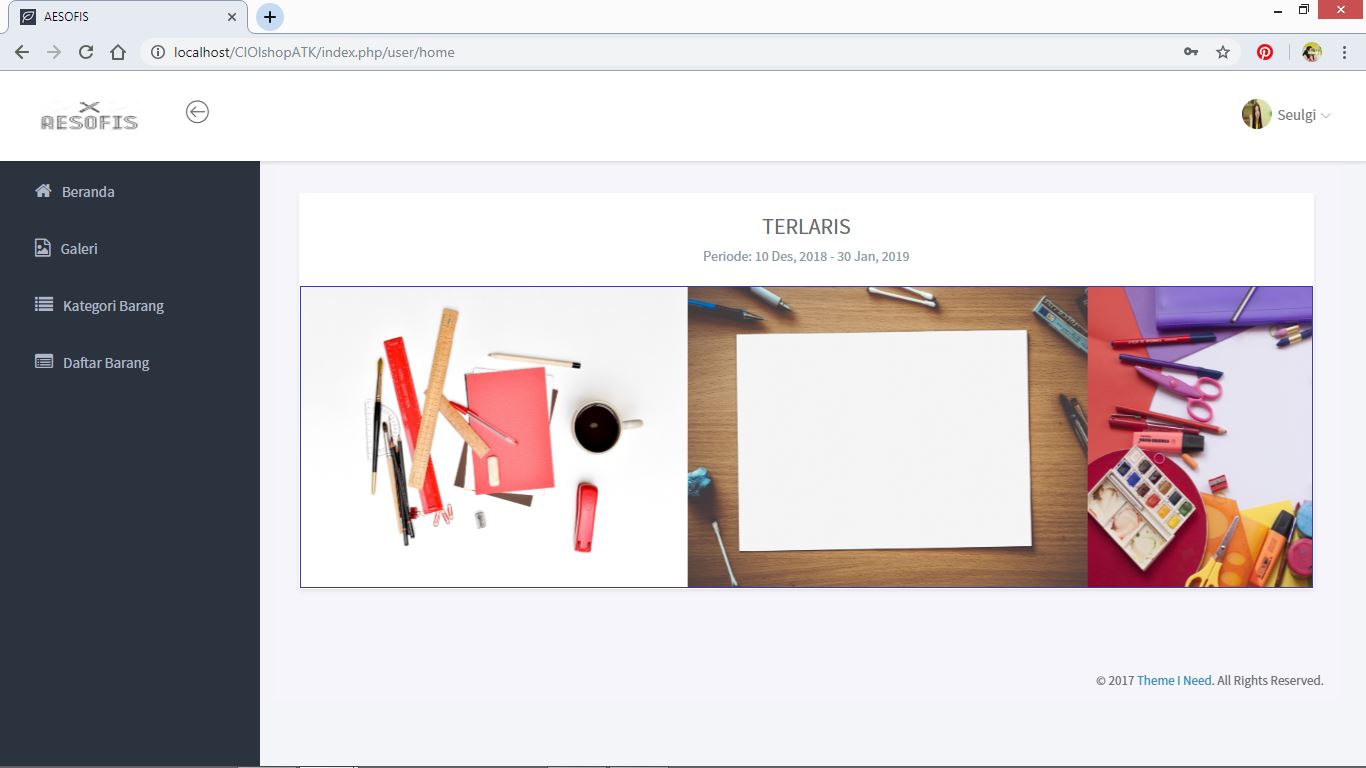 AESOFIS
localhost/CIOlshopATK/index.php/user/home
AESOFIS
Seulgi
Beranda
Galeri
Kategori Barang
Daftar Barang
TERLARIS
Periode: 10 Des, 2018 - 30 Jan, 2019
© 2017 Theme I Need. All Rights Reserved.